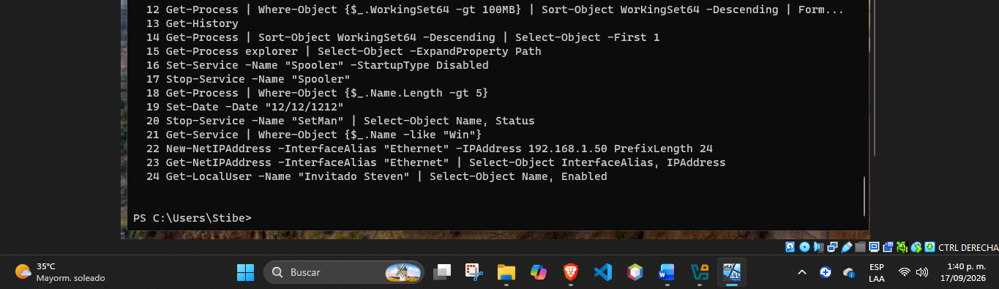 12 Get-Process | Where-Object {$_.WorkingSet64 -gt 100MB} | Sort-Object WorKingSet64 -Descending | Form...
13 Get-History
14 Get-Process | Sort-Object WorkingSet64 -Descending | Select-Object -First 1
15 Get-Process explorer | Select-Object -ExpandProperty Path
16 Set-Service -Name "Spooler" -StartupType Disabled
17 Stop-Service -Name "Spooler"
18 Get-Process | Where-Object {$_.Name.Length -gt 5}
19 Set-Date -Date "12/12/1212"
20 Stop-Service -Name "SetMan" | Select-Object Name, Status
21 Get-Service | Where-Object {$_.Name -like "Win"}
22 New-NetIPAddress -InterfaceAlias "Ethernet" -IPAddress 192.168.1.50 PrefixLength 24
23 Get-NetIPAddress -InterfaceAlias "Ethernet" | Select-Object InterfaceAlias, IPAddress
24 Get-LocalUser -Name "Invitado Steven" | Select-Object Name, Enabled
PS C:\Users\Stibe>
CTRL DERECHA
35°C
Mayorm. soleado
Buscar
ESP
LAA
1:40 p. m.
17/09/2026